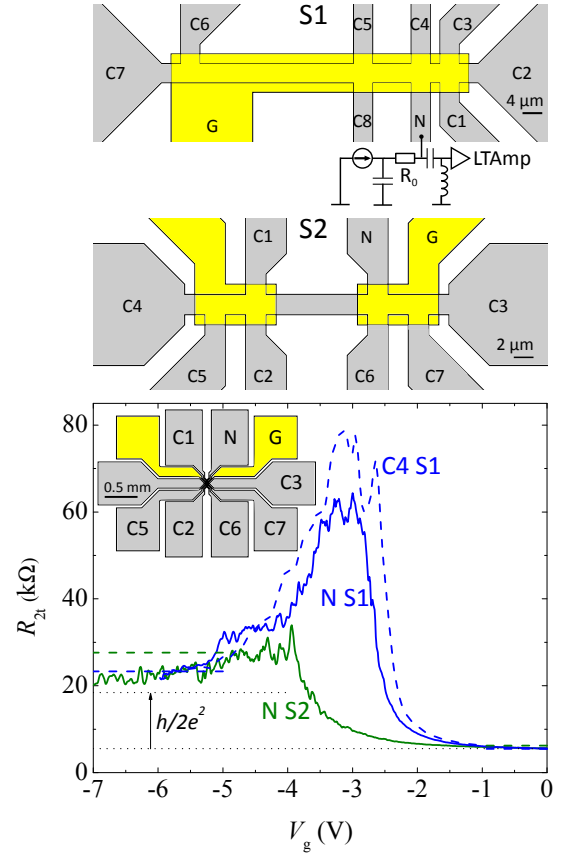 C6
S1
C5
C4
C3
C7
C2
4 μm
G
C8
N
C1
LTAmp
R₀
S2
C1
N
G
C4
C3
2 μm
C5
C2
C6
C7
80
60
40
20
0
R₂ₜ (kΩ)
C1
N
G
C3
0.5 mm
C5
C2
C6
C7
C4 S1
N S1
N S2
h/2e²
-7
-6
-5
-4
-3
-2
-1
0
V_g (V)